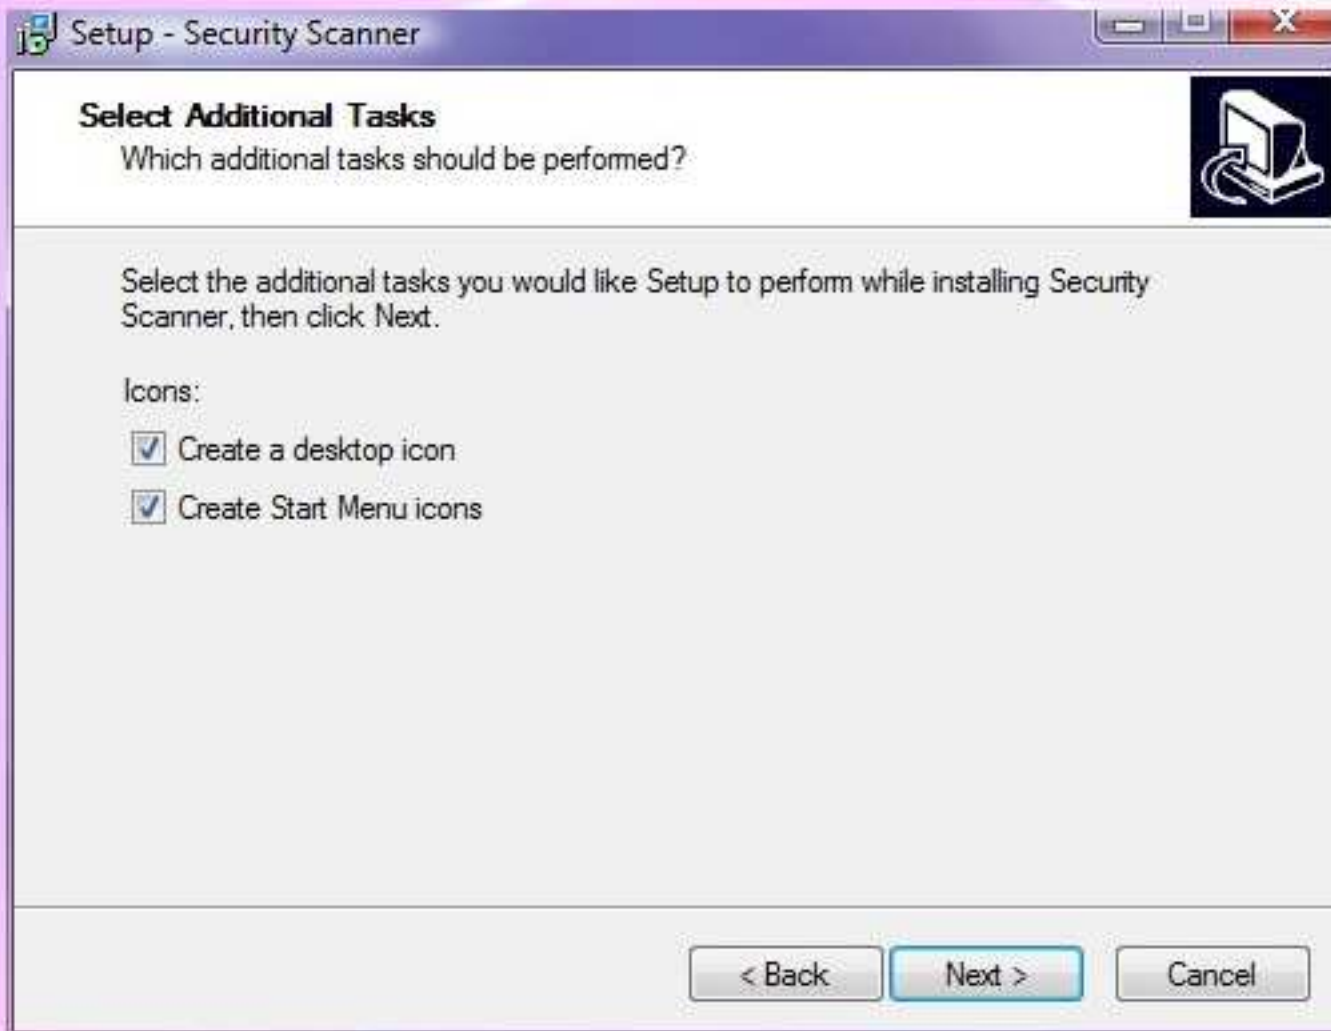 Setup - Security Scanner
Select Additional Tasks
Which additional tasks should be performed?
Select the additional tasks you would like Setup to perform while installing Security
Scanner, then click Next.
Icons:
Create a desktop icon
Create Start Menu icons
< Back
Next >
Cancel